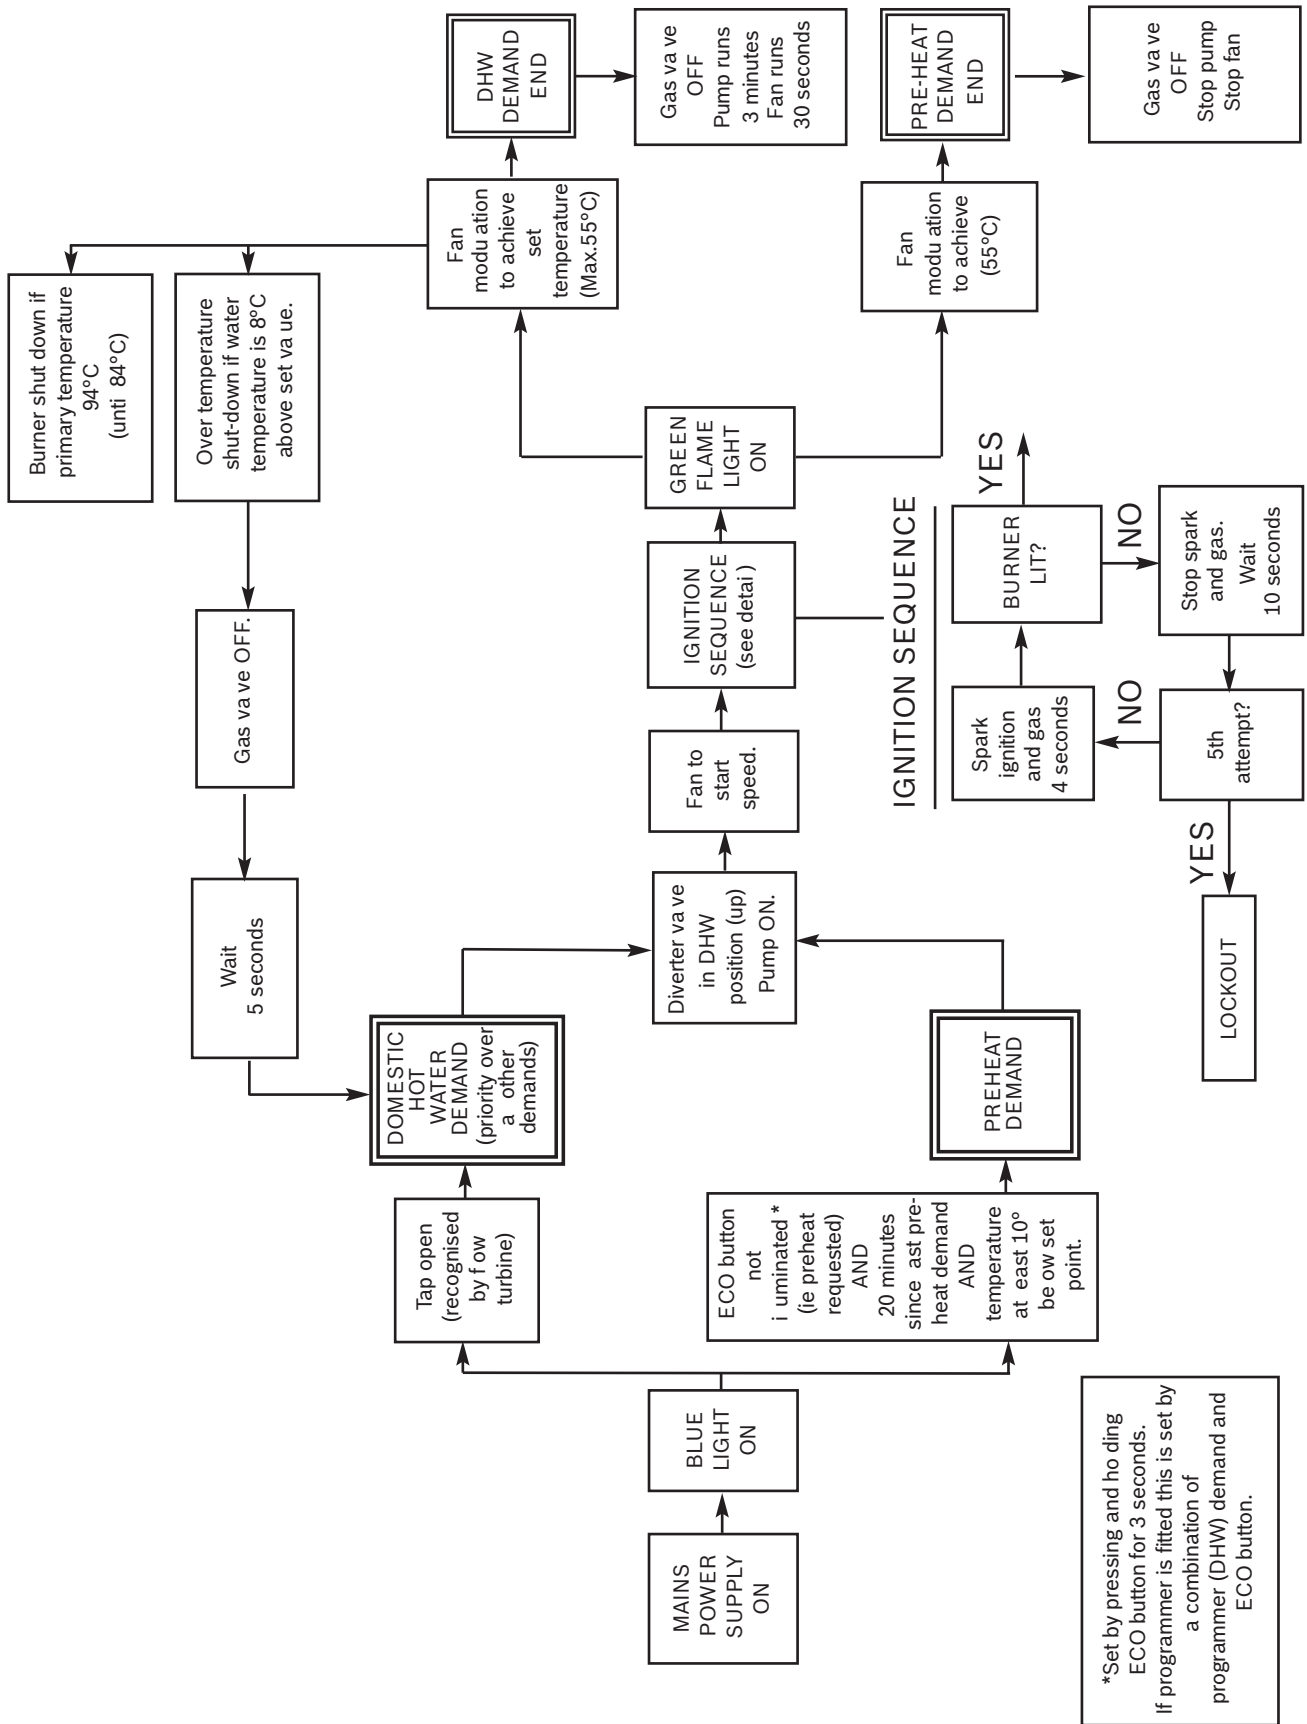 MAINS
POWER
SUPPLY
ON
BLUE
LIGHT
ON
Tap open
(recognised
by f ow
turbine)
ECO button
not
i uminated *
(ie preheat
requested)
AND
20 minutes
since ast pre-
heat demand
AND
temperature
at east 10°
be ow set
point.
DOMESTIC
HOT
WATER
DEMAND
(priority over
a other
demands)
PREHEAT
DEMAND
Diverter va ve
in DHW
position (up)
Pump ON.
Fan to
start
speed.
IGNITION
SEQUENCE
(see detai )
GREEN
FLAME
LIGHT
ON
Fan
modu ation
to achieve
set
temperature
(Max.55°C)
DHW
DEMAND
END
Gas va ve
OFF
Pump runs
3 minutes
Fan runs
30 seconds
Fan
modu ation
to achieve
(55°C)
PRE-HEAT
DEMAND
END
Gas va ve
OFF
Stop pump
Stop fan
Burner shut down if
primary temperature
94°C
(unti 84°C)
Over temperature
shut-down if water
temperature is 8ºC
above set va ue.
Gas va ve OFF.
Wait
5 seconds
IGNITION SEQUENCE
Spark
ignition
and gas
4 seconds
BURNER
LIT?
YES
NO
Stop spark
and gas.
Wait
10 seconds
5th
attempt?
NO
YES
LOCKOUT
*Set by pressing and ho ding
ECO button for 3 seconds.
If programmer is fitted this is set by
a combination of
programmer (DHW) demand and
ECO button.